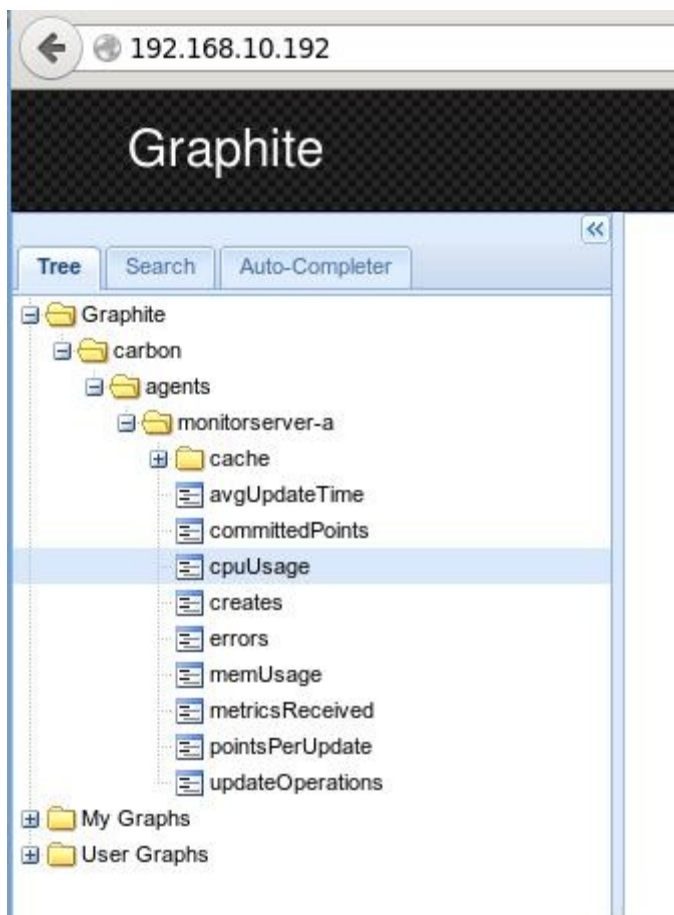 192.168.10.192
Graphite
Tree Search Auto-Completer
Graphite
carbon
agents
monitorserver-a
cache
avgUpdateTime
committedPoints
cpuUsage
creates
errors
memUsage
metricsReceived
pointsPerUpdate
updateOperations
My Graphs
User Graphs